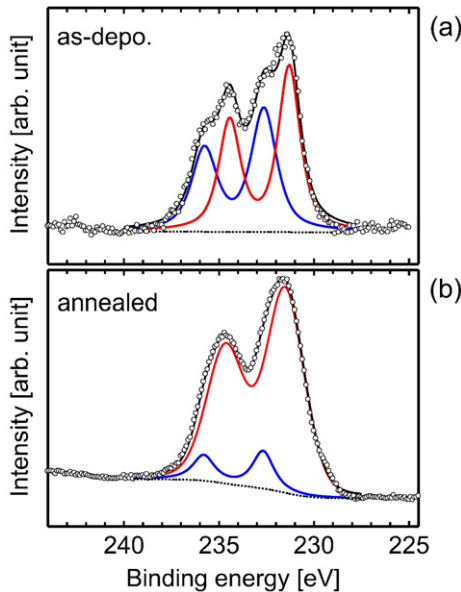 (a)
as-depo.
Intensity [arb. unit]
(b)
annealed
Intensity [arb. unit]
240 235 230 225
Binding energy [eV]